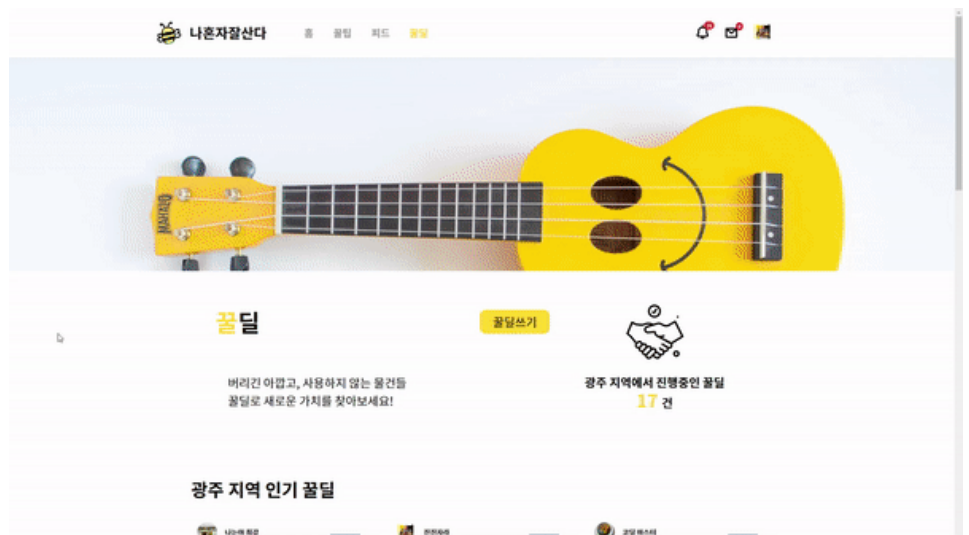 나혼자잘산다
홈 꿀팁 피드 꿀딜
MAHALO
꿀딜
꿀딜쓰기
버리긴 아깝고, 사용하지 않는 물건들
꿀딜로 새로운 가치를 찾아보세요!
광주 지역에서 진행중인 꿀딜
17 건
광주 지역 인기 꿀딜